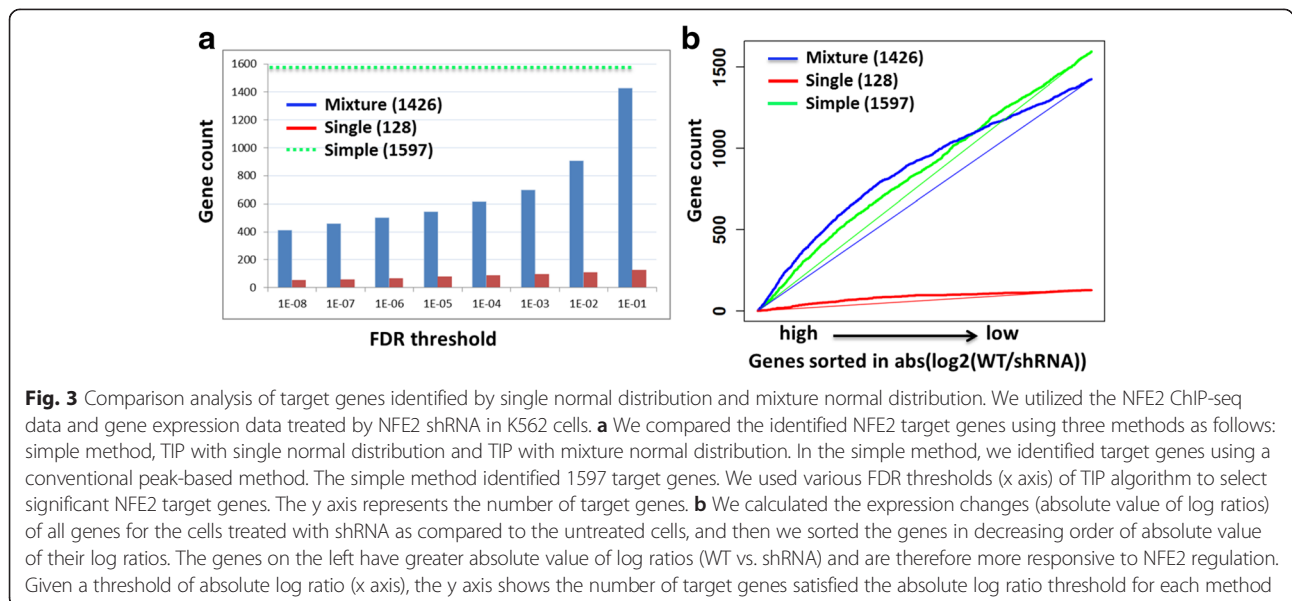 a
1600
1400
1200
1000
800
600
400
200
0
Gene count
Mixture (1426)
Single (128)
Simple (1597)
1E-08 1E-07 1E-06 1E-05 1E-04 1E-03 1E-02 1E-01
FDR threshold
b
1500
1000
500
0
Gene count
Mixture (1426)
Single (128)
Simple (1597)
high low
Genes sorted in abs(log2(WT/shRNA))
Fig. 3 Comparison analysis of target genes identified by single normal distribution and mixture normal distribution. We utilized the NFE2 ChIP-seq
data and gene expression data treated by NFE2 shRNA in K562 cells. a We compared the identified NFE2 target genes using three methods as follows:
simple method, TIP with single normal distribution and TIP with mixture normal distribution. In the simple method, we identified target genes using a
conventional peak-based method. The simple method identified 1597 target genes. We used various FDR thresholds (x axis) of TIP algorithm to select
significant NFE2 target genes. The y axis represents the number of target genes. b We calculated the expression changes (absolute value of log ratios)
of all genes for the cells treated with shRNA as compared to the untreated cells, and then we sorted the genes in decreasing order of absolute value
of their log ratios. The genes on the left have greater absolute value of log ratios (WT vs. shRNA) and are therefore more responsive to NFE2 regulation.
Given a threshold of absolute log ratio (x axis), the y axis shows the number of target genes satisfied the absolute log ratio threshold for each method